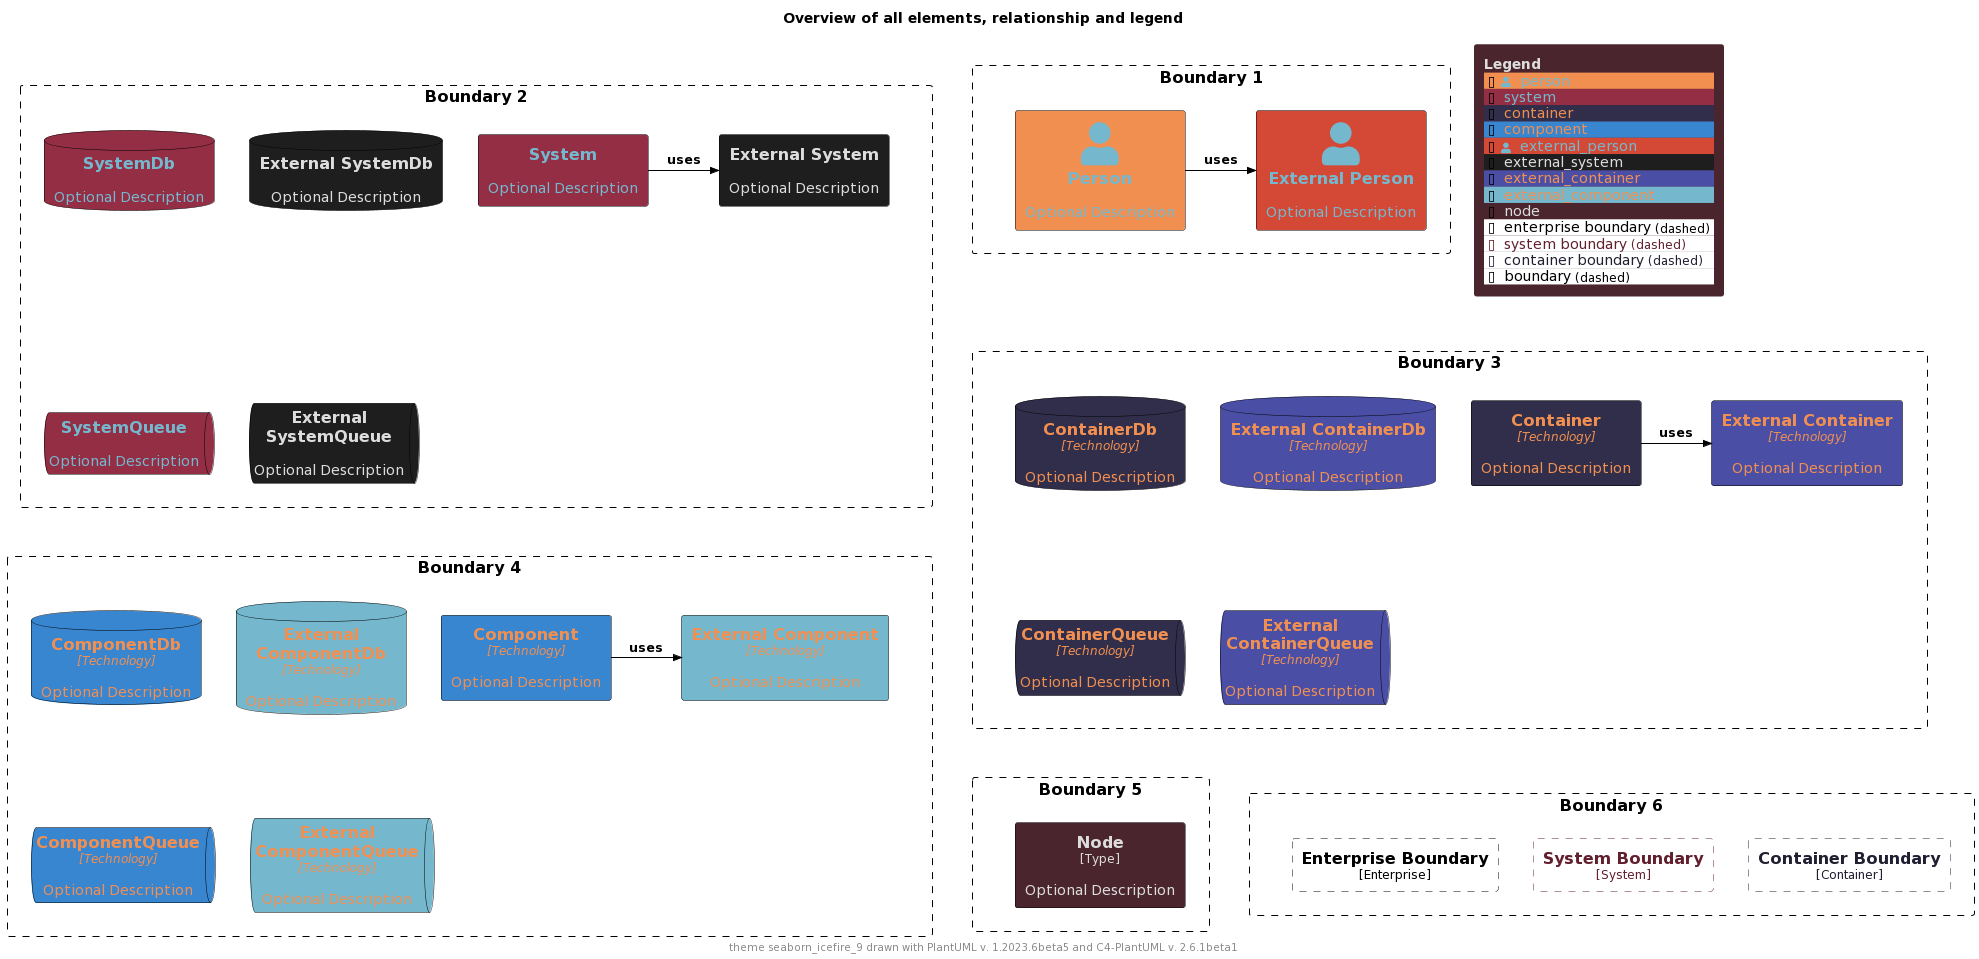 Overview of all elements, relationship and legend
Boundary 2
SystemDb
Optional Description
External SystemDb
Optional Description
System
Optional Description
uses
External System
Optional Description
SystemQueue
Optional Description
External
SystemQueue
Optional Description
Boundary 1
Person
Optional Description
uses
External Person
Optional Description
Legend
person
system
container
component
external_person
external_system
external_container
external_component
node
enterprise boundary (dashed)
system boundary (dashed)
container boundary (dashed)
boundary (dashed)
Boundary 3
ContainerDb
[Technology]
Optional Description
External ContainerDb
[Technology]
Optional Description
Container
[Technology]
Optional Description
uses
External Container
[Technology]
Optional Description
ContainerQueue
[Technology]
Optional Description
External
ContainerQueue
[Technology]
Optional Description
Boundary 4
ComponentDb
[Technology]
Optional Description
External
ComponentDb
[Technology]
Optional Description
Component
[Technology]
Optional Description
uses
External Component
[Technology]
Optional Description
ComponentQueue
[Technology]
Optional Description
External
ComponentQueue
[Technology]
Optional Description
Boundary 5
Node
[Type]
Optional Description
Boundary 6
Enterprise Boundary
[Enterprise]
System Boundary
[System]
Container Boundary
[Container]
theme seaborn_icefire_9 drawn with PlantUML v. 1.2023.6beta5 and C4-PlantUML v. 2.6.1beta1